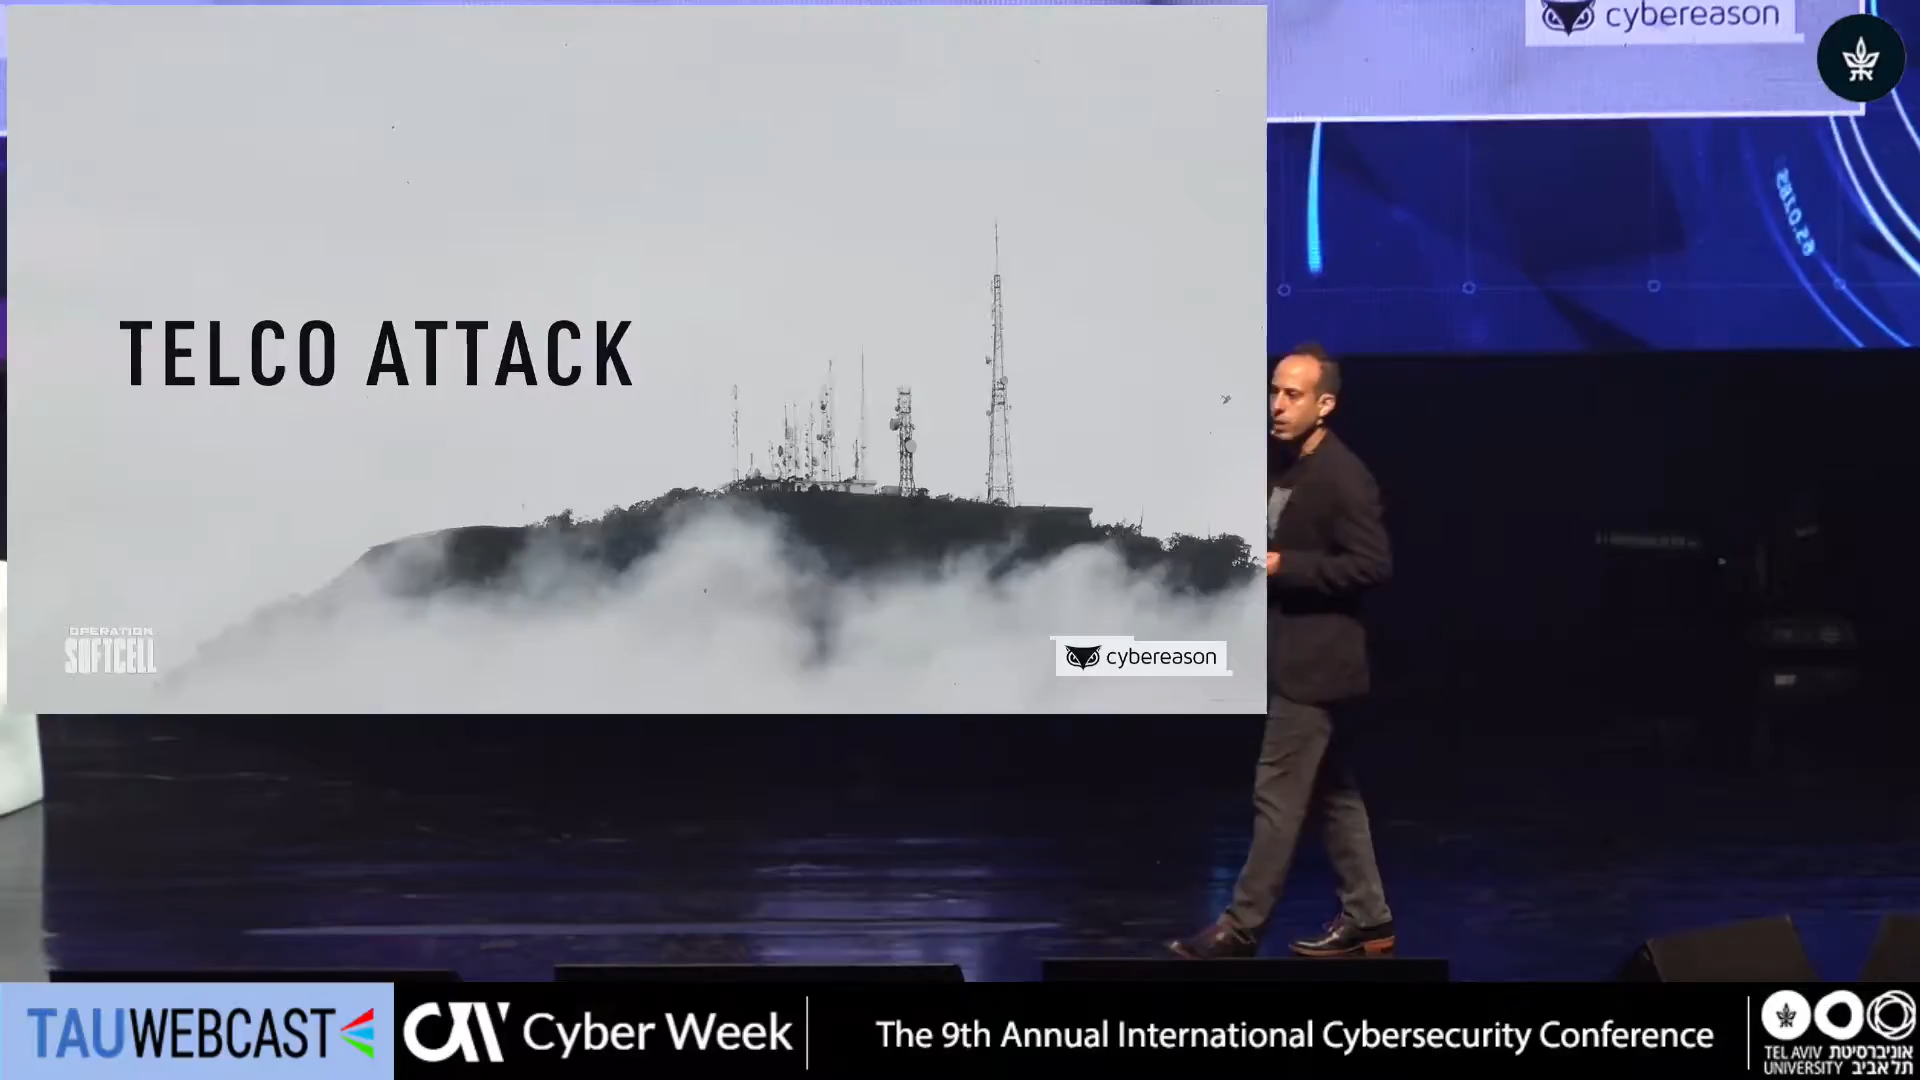 cybereason
TELCO ATTACK
OPERATION
SOFTCELL
cybereason
TAUWEBCAST
Cyber Week
The 9th Annual International Cybersecurity Conference
TEL AVIV אוניברסיטת
UNIVERSITY תל אביב